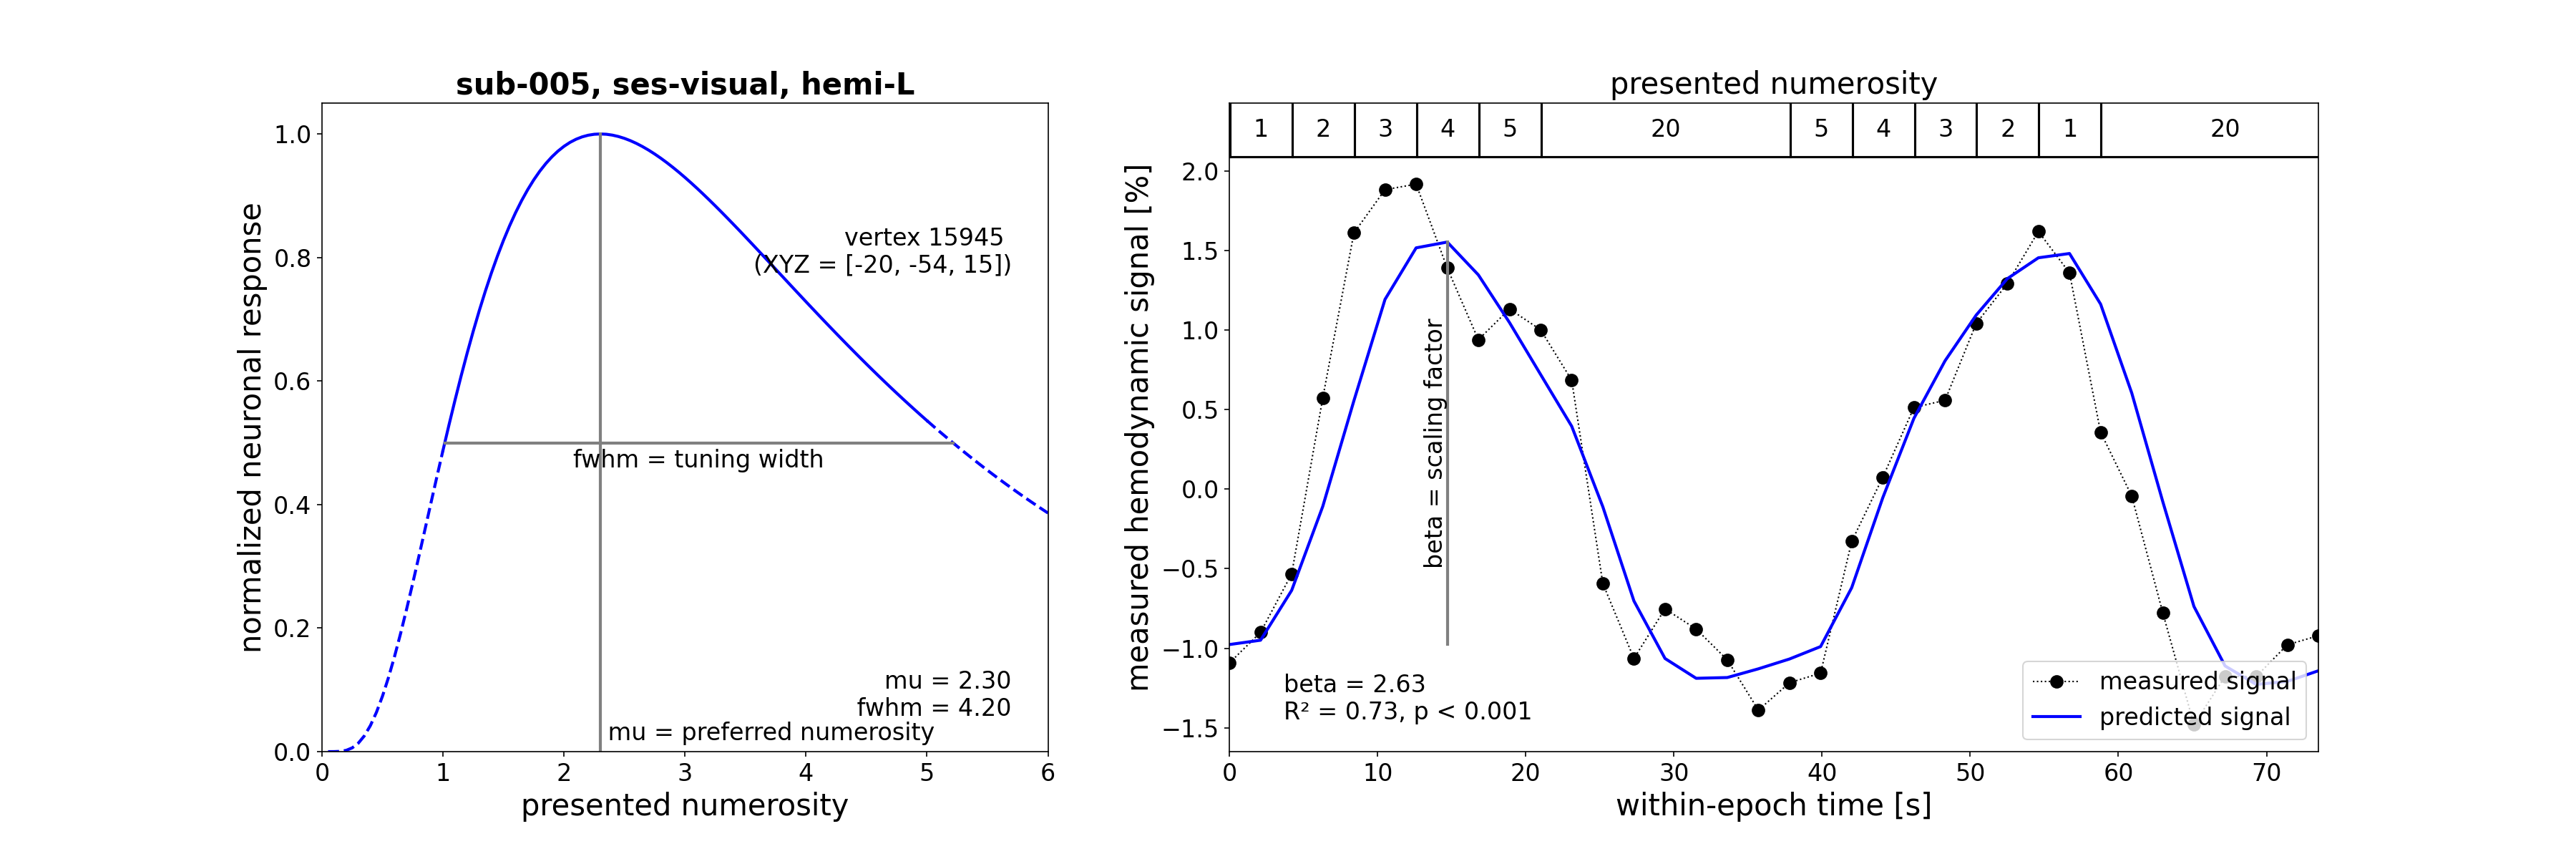 sub-005, ses-visual, hemi-L
normalized neuronal response
1.0
0.8
0.6
0.4
0.2
0.0
vertex 15945
(XYZ = [-20, -54, 15])
fwhm = tuning width
mu = 2.30
fwhm = 4.20
mu = preferred numerosity
0 1 2 3 4 5 6
presented numerosity
presented numerosity
1 2 3 4 5 20 5 4 3 2 1 20
measured hemodynamic signal [%]
2.0
1.5
1.0
0.5
0.0
−0.5
−1.0
−1.5
beta = scaling factor
beta = 2.63
R² = 0.73, p < 0.001
measured signal
predicted signal
0 10 20 30 40 50 60 70
within-epoch time [s]